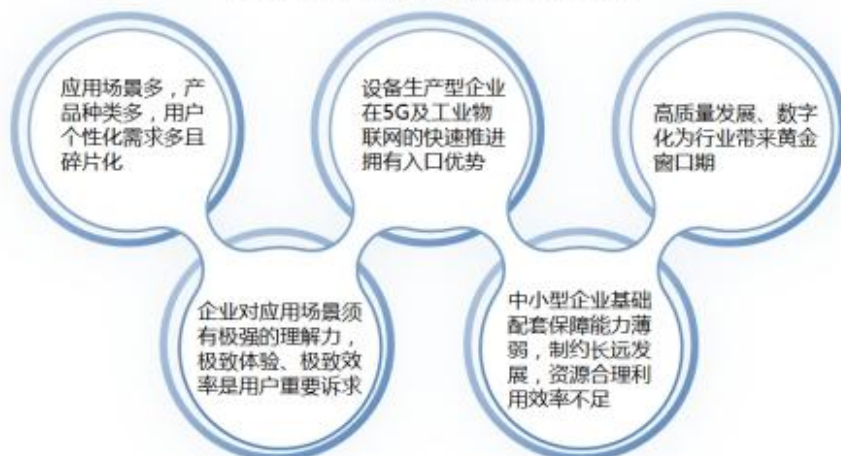 应用场景多，产
品种类多，用户
个性化需求多且
碎片化
企业对应用场景须
有极强的理解力，
极致体验、极致效
率是用户重要诉求
设备生产型企业
在5G及工业物
联网的快速推进
拥有入口优势
中小型企业基础
配套保障能力薄
弱，制约长远发
展，资源合理利
用效率不足
高质量发展、数字
化为行业带来黄金
窗口期